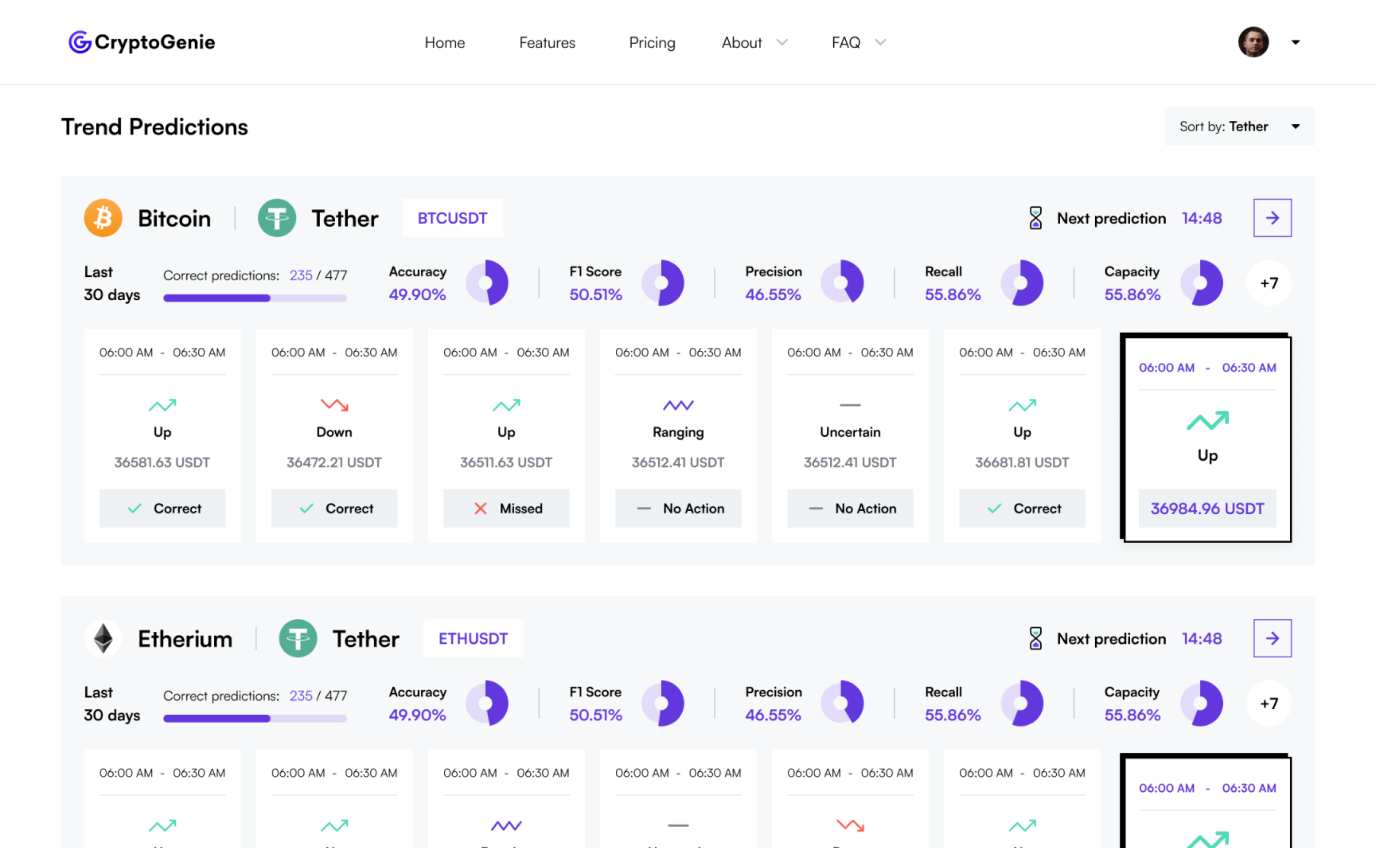 CryptoGenie
Home Features Pricing About FAQ
Trend Predictions
Sort by: Tether
Bitcoin Tether BTCUSDT Next prediction 14:48
Last
30 days
Correct predictions: 235 / 477
Accuracy
49.90%
F1 Score
50.51%
Precision
46.55%
Recall
55.86%
Capacity
55.86%
+7
06:00 AM - 06:30 AM
Up
36581.63 USDT
Correct
06:00 AM - 06:30 AM
Down
36472.21 USDT
Correct
06:00 AM - 06:30 AM
Up
36511.63 USDT
Missed
06:00 AM - 06:30 AM
Ranging
36512.41 USDT
No Action
06:00 AM - 06:30 AM
Uncertain
36512.41 USDT
No Action
06:00 AM - 06:30 AM
Up
36681.81 USDT
Correct
06:00 AM - 06:30 AM
Up
36984.96 USDT
Etherium Tether ETHUSDT Next prediction 14:48
Last
30 days
Correct predictions: 235 / 477
Accuracy
49.90%
F1 Score
50.51%
Precision
46.55%
Recall
55.86%
Capacity
55.86%
+7
06:00 AM - 06:30 AM
06:00 AM - 06:30 AM
06:00 AM - 06:30 AM
06:00 AM - 06:30 AM
06:00 AM - 06:30 AM
06:00 AM - 06:30 AM
06:00 AM - 06:30 AM